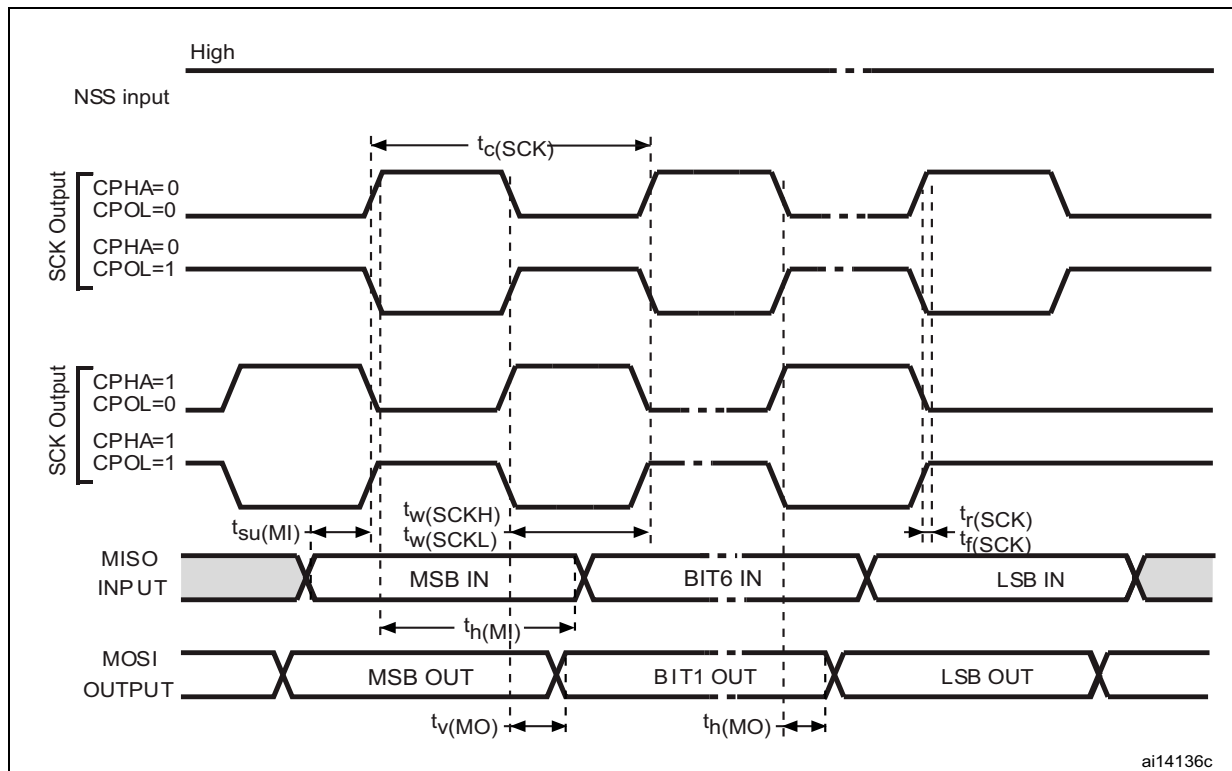 High
NSS input
tc(SCK)
SCK Output
CPHA=0
CPOL=0
CPHA=0
CPOL=1
SCK Output
CPHA=1
CPOL=0
CPHA=1
CPOL=1
tsu(MI)
tw(SCKH)
tw(SCKL)
tr(SCK)
tf(SCK)
MISO
INPUT
MSB IN
BIT6 IN
LSB IN
th(MI)
MOSI
OUTPUT
MSB OUT
BIT1 OUT
LSB OUT
tv(MO)
th(MO)
ai14136c